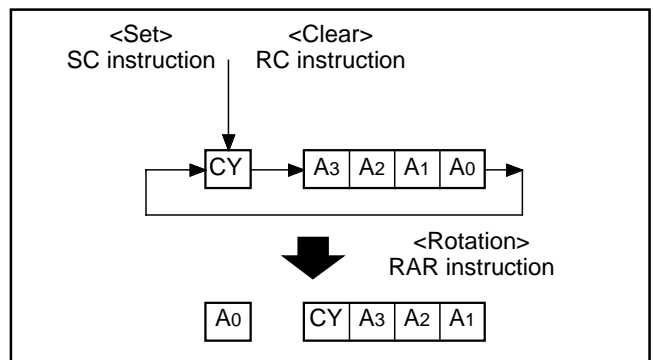 <Set> <Clear>
SC instruction RC instruction
CY A3 A2 A1 A0
<Rotation>
RAR instruction
A0 CY A3 A2 A1